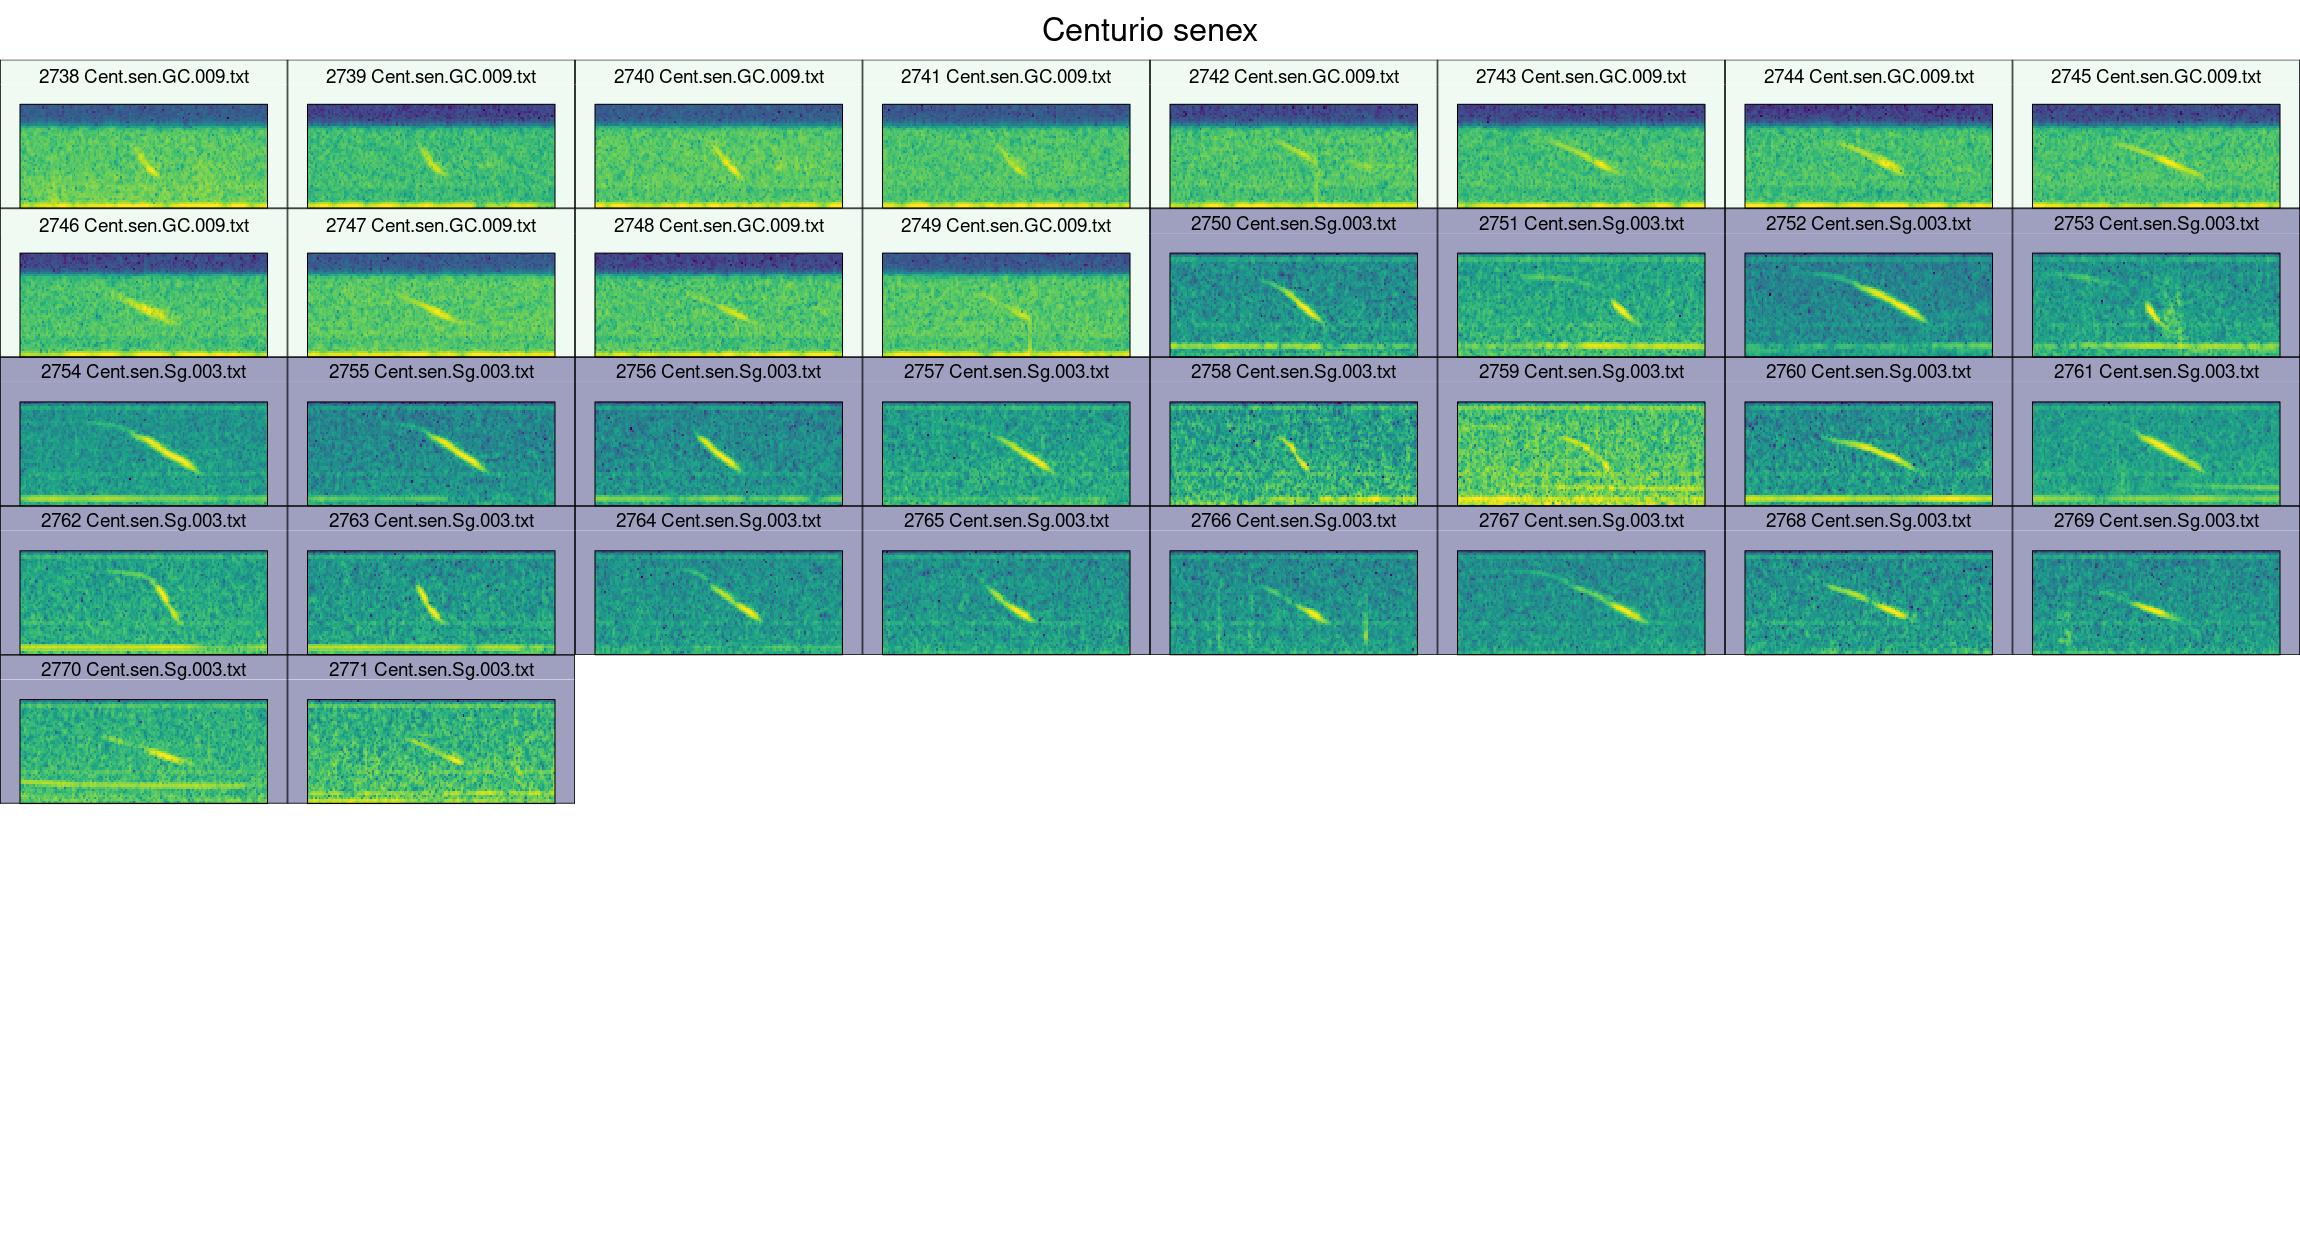 Centurio senex
2738 Cent.sen.GC.009.txt
2739 Cent.sen.GC.009.txt
2740 Cent.sen.GC.009.txt
2741 Cent.sen.GC.009.txt
2742 Cent.sen.GC.009.txt
2743 Cent.sen.GC.009.txt
2744 Cent.sen.GC.009.txt
2745 Cent.sen.GC.009.txt
2746 Cent.sen.GC.009.txt
2747 Cent.sen.GC.009.txt
2748 Cent.sen.GC.009.txt
2749 Cent.sen.GC.009.txt
2750 Cent.sen.Sg.003.txt
2751 Cent.sen.Sg.003.txt
2752 Cent.sen.Sg.003.txt
2753 Cent.sen.Sg.003.txt
2754 Cent.sen.Sg.003.txt
2755 Cent.sen.Sg.003.txt
2756 Cent.sen.Sg.003.txt
2757 Cent.sen.Sg.003.txt
2758 Cent.sen.Sg.003.txt
2759 Cent.sen.Sg.003.txt
2760 Cent.sen.Sg.003.txt
2761 Cent.sen.Sg.003.txt
2762 Cent.sen.Sg.003.txt
2763 Cent.sen.Sg.003.txt
2764 Cent.sen.Sg.003.txt
2765 Cent.sen.Sg.003.txt
2766 Cent.sen.Sg.003.txt
2767 Cent.sen.Sg.003.txt
2768 Cent.sen.Sg.003.txt
2769 Cent.sen.Sg.003.txt
2770 Cent.sen.Sg.003.txt
2771 Cent.sen.Sg.003.txt